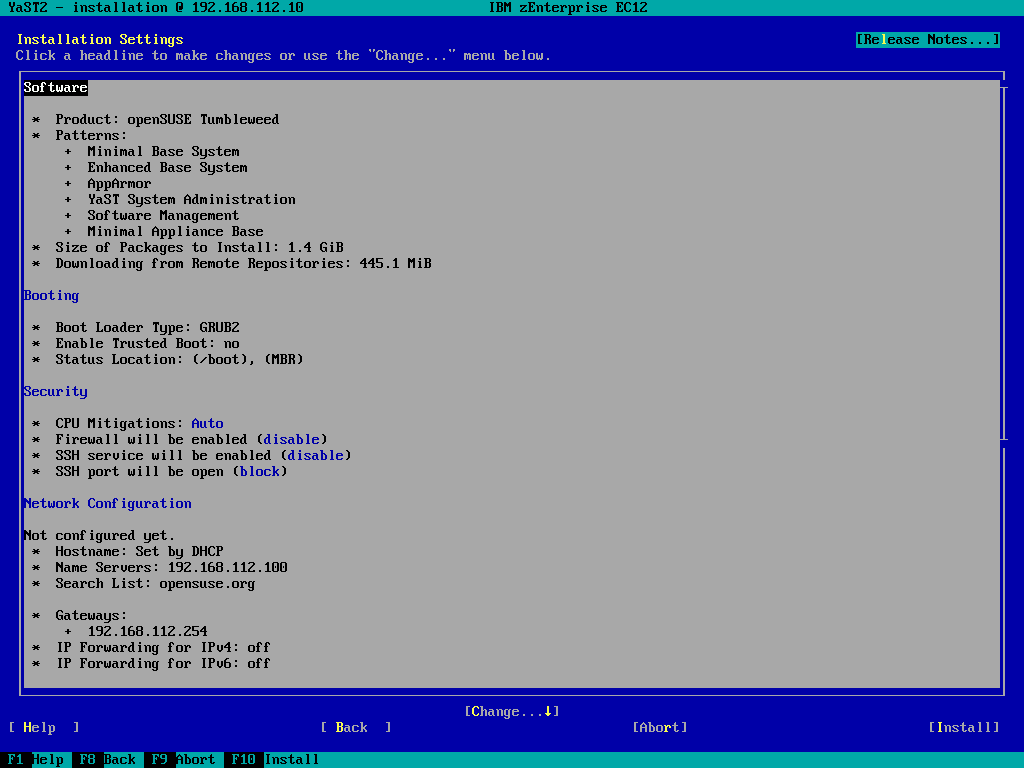 YaST2 - installation @ 192.168.112.10 IBM zEnterprise EC12
Installation Settings [Release Notes...]
Click a headline to make changes or use the "Change..." menu below.
Software
* Product: openSUSE Tumbleweed
* Patterns:
+ Minimal Base System
+ Enhanced Base System
+ AppArmor
+ YaST System Administration
+ Software Management
+ Minimal Appliance Base
* Size of Packages to Install: 1.4 GiB
* Downloading from Remote Repositories: 445.1 MiB
Booting
* Boot Loader Type: GRUB2
* Enable Trusted Boot: no
* Status Location: (/boot), (MBR)
Security
* CPU Mitigations: Auto
* Firewall will be enabled (disable)
* SSH service will be enabled (disable)
* SSH port will be open (block)
Network Configuration
Not configured yet.
* Hostname: Set by DHCP
* Name Servers: 192.168.112.100
* Search List: opensuse.org
* Gateways:
+ 192.168.112.254
* IP Forwarding for IPv4: off
* IP Forwarding for IPv6: off
[Change...↓]
[ Help ] [ Back ] [Abort] [Install]
F1 Help F8 Back F9 Abort F10 Install